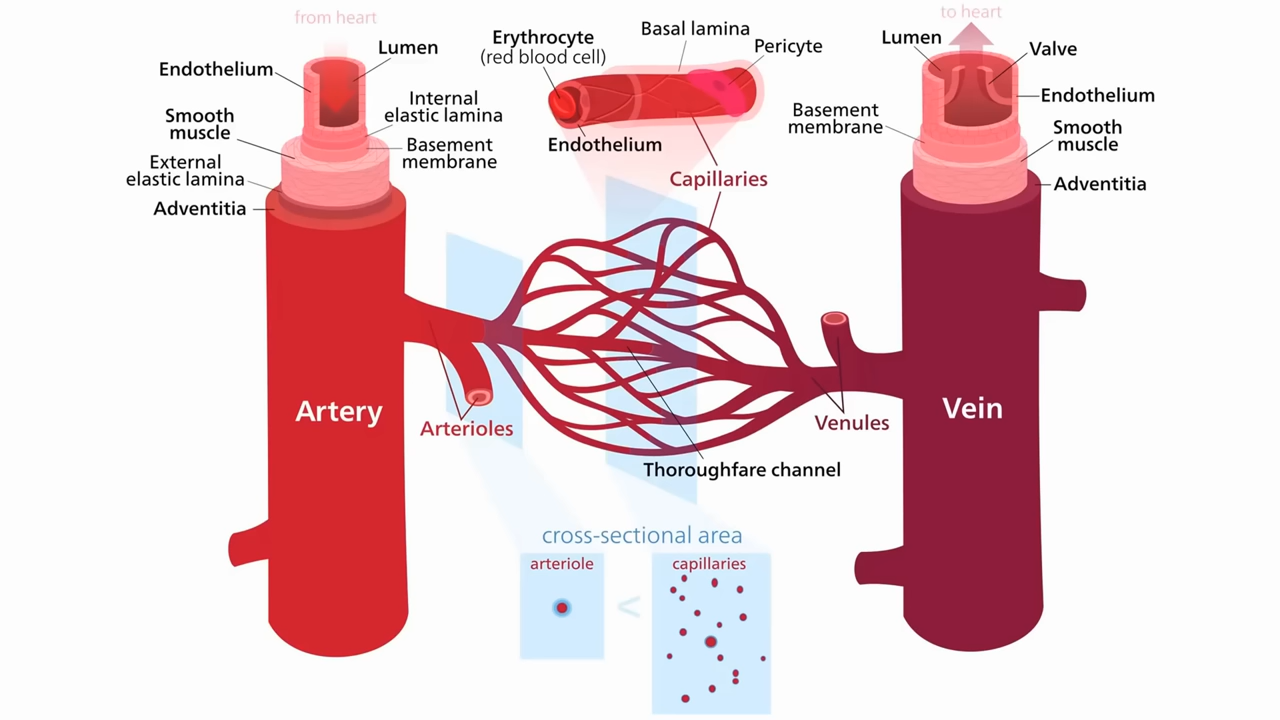 from heart
Lumen
Endothelium
Smooth
muscle
External
elastic lamina
Adventitia
Internal
elastic lamina
Basement
membrane
Artery
Arterioles
Erythrocyte
(red blood cell)
Basal lamina
Pericyte
Endothelium
Capillaries
Thoroughfare channel
cross-sectional area
arteriole
<
capillaries
to heart
Lumen
Valve
Endothelium
Basement
membrane
Smooth
muscle
Adventitia
Venules
Vein